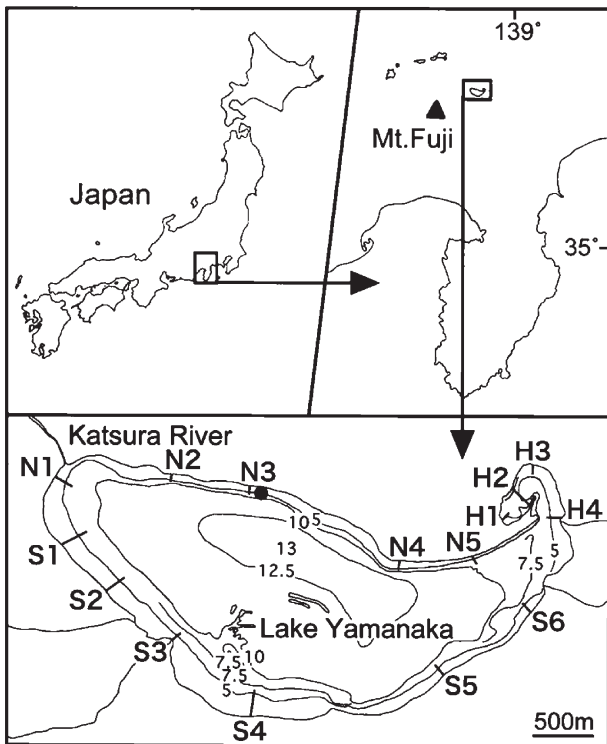 139°
Mt.Fuji
Japan
35°
Katsura River
N1
N2
N3
H3
H2
H1
H4
10
5
13
12.5
N4
N5
5
7.5
S1
S2
S3
Lake Yamanaka
S6
7.5
10
7.5
5
S5
S4
500m